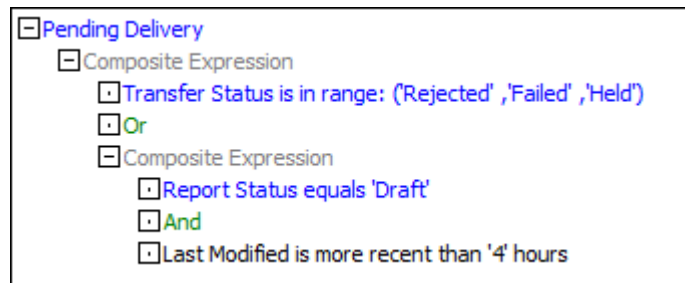 Pending Delivery
Composite Expression
Transfer Status is in range: ('Rejected' ,'Failed' ,'Held')
Or
Composite Expression
Report Status equals 'Draft'
And
Last Modified is more recent than '4' hours